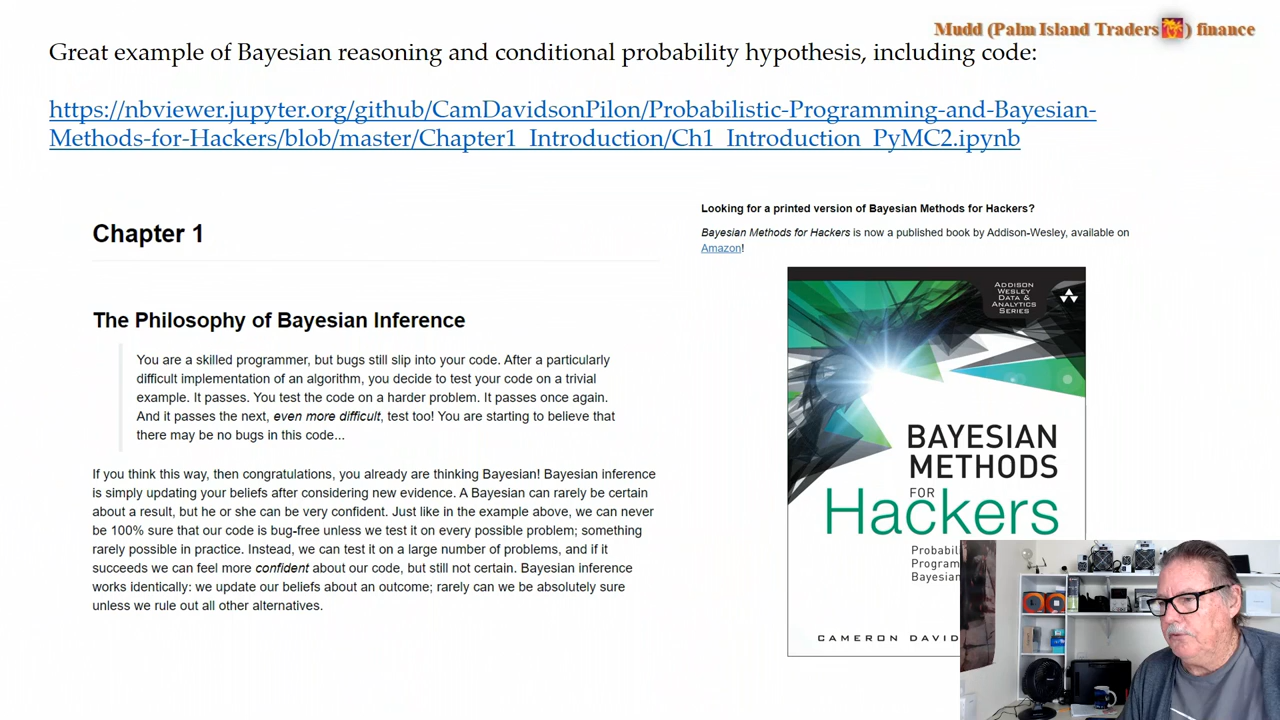 Mudd (Palm Island Traders ) finance
Great example of Bayesian reasoning and conditional probability hypothesis, including code:
https://nbviewer.jupyter.org/github/CamDavidsonPilon/Probabilistic-Programming-and-Bayesian-
Methods-for-Hackers/blob/master/Chapter1_Introduction/Ch1_Introduction_PyMC2.ipynb
Chapter 1
The Philosophy of Bayesian Inference
You are a skilled programmer, but bugs still slip into your code. After a particularly
difficult implementation of an algorithm, you decide to test your code on a trivial
example. It passes. You test the code on a harder problem. It passes once again.
And it passes the next, even more difficult, test too! You are starting to believe that
there may be no bugs in this code...
If you think this way, then congratulations, you already are thinking Bayesian! Bayesian inference
is simply updating your beliefs after considering new evidence. A Bayesian can rarely be certain
about a result, but he or she can be very confident. Just like in the example above, we can never
be 100% sure that our code is bug-free unless we test it on every possible problem; something
rarely possible in practice. Instead, we can test it on a large number of problems, and if it
succeeds we can feel more confident about our code, but still not certain. Bayesian inference
works identically: we update our beliefs about an outcome; rarely can we be absolutely sure
unless we rule out all other alternatives.
Looking for a printed version of Bayesian Methods for Hackers?
Bayesian Methods for Hackers is now a published book by Addison-Wesley, available on
Amazon!
ADDISON
WESLEY
DATA &
ANALYTICS
SERIES
BAYESIAN
METHODS
FOR
Hackers
Probabil
Program
Bayesian
CAMERON DAVID